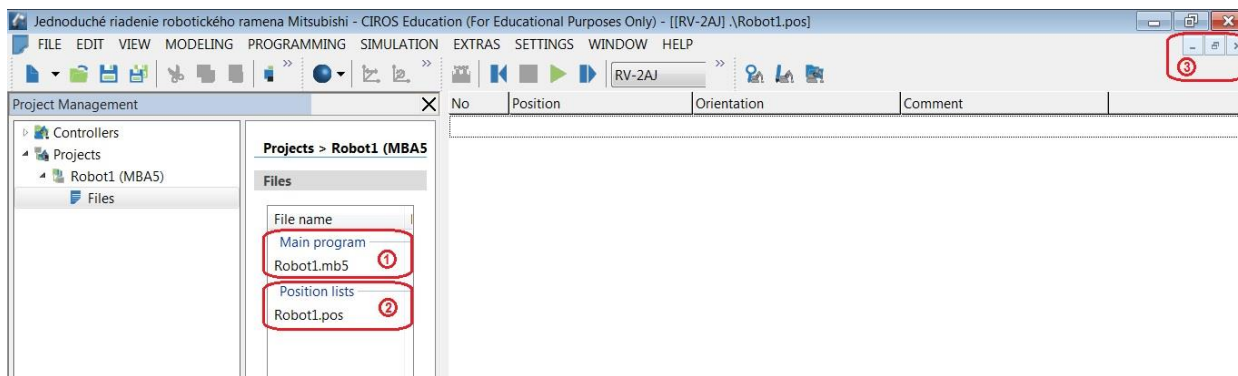 Jednoduché riadenie robotického ramena Mitsubishi - CIROS Education (For Educational Purposes Only) - [[RV-2AJ] .\Robot1.pos]
FILE EDIT VIEW MODELING PROGRAMMING SIMULATION EXTRAS SETTINGS WINDOW HELP
RV-2AJ
3
Project Management
No Position Orientation Comment
Controllers
Projects
Robot1 (MBA5)
Files
Projects > Robot1 (MBA5
Files
File name
Main program
Robot1.mb5
1
Position lists
Robot1.pos
2